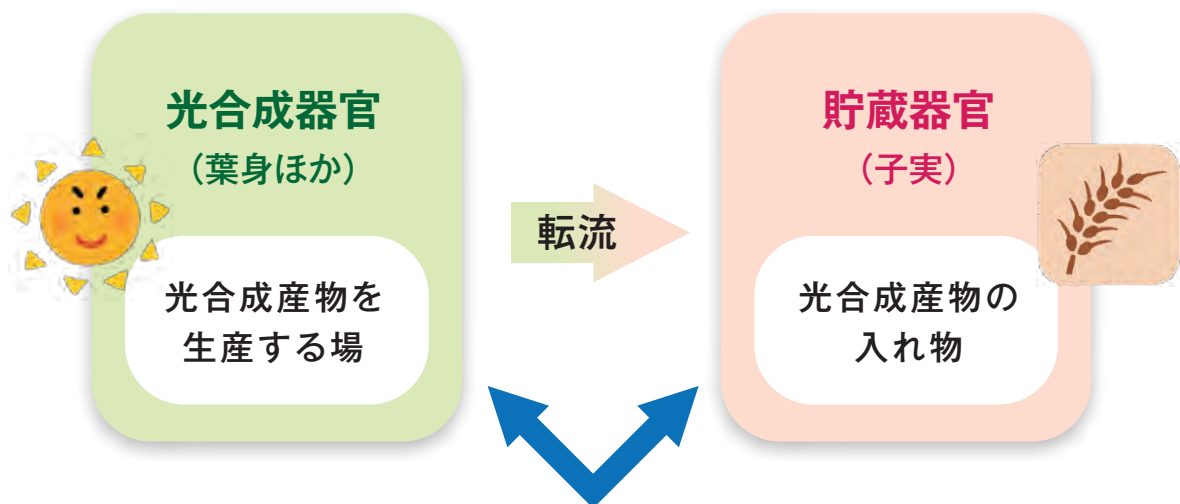 光合成器官
（葉身ほか）
光合成産物を
生産する場
転流
貯蔵器官
（子実）
光合成産物の
入れ物